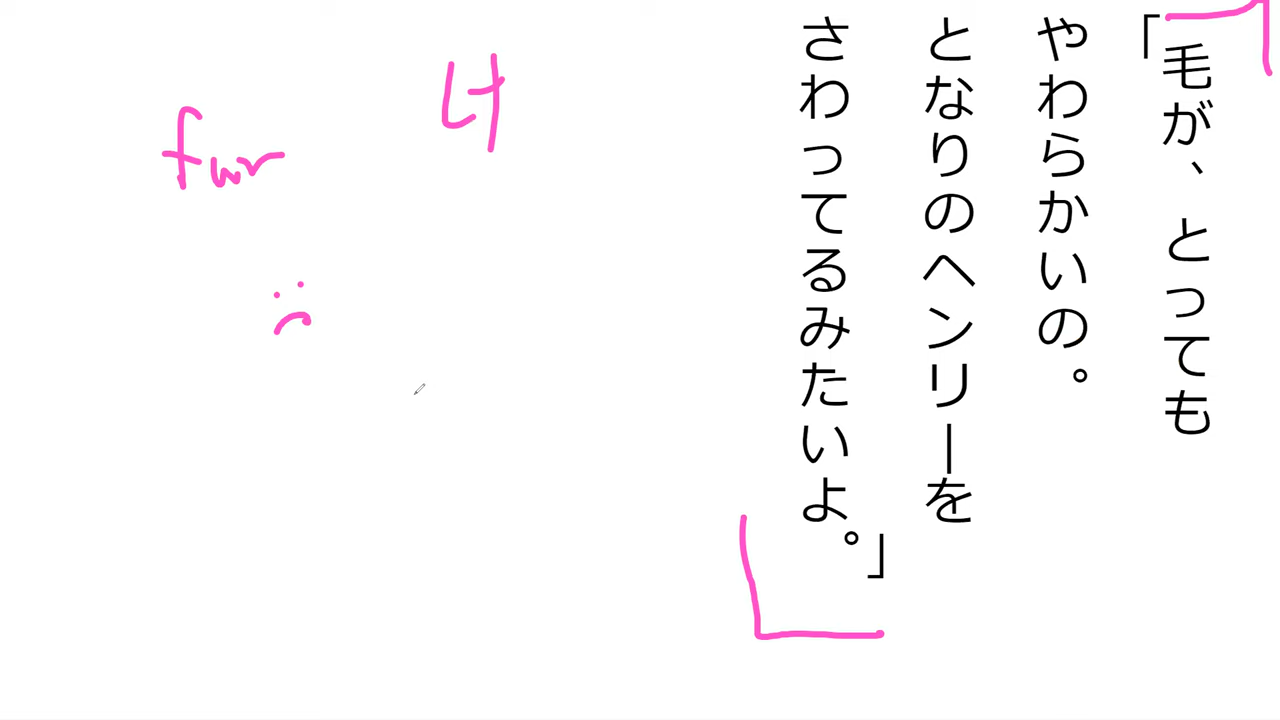 「毛が、とっても
やわらかいの。
となりのヘンリーを
さわってるみたいよ。」
け
fur